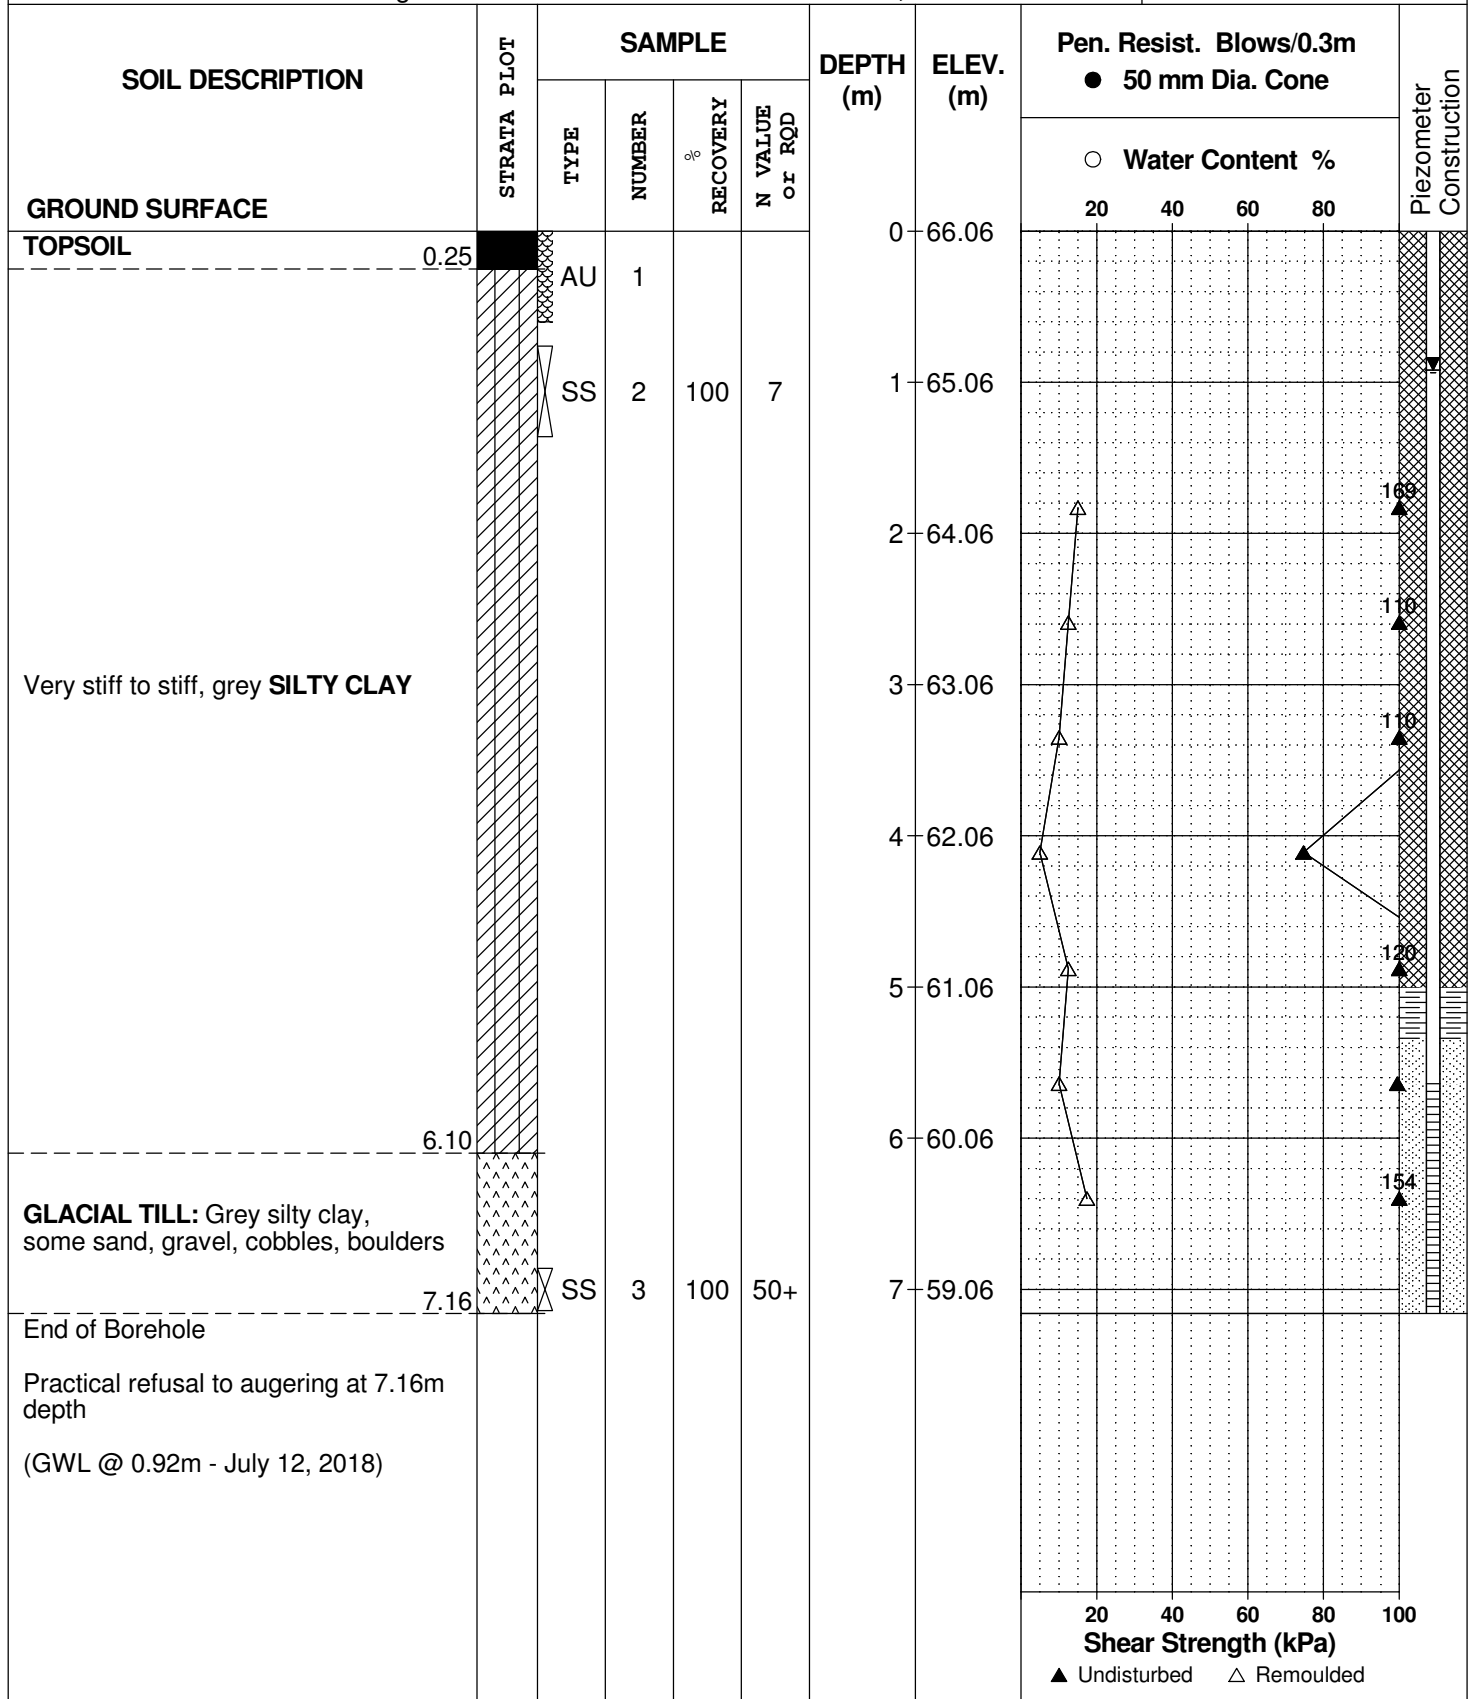 SOIL DESCRIPTION
GROUND SURFACE
STRATA PLOT
SAMPLE
TYPE
NUMBER
%
RECOVERY
N VALUE
or RQD
DEPTH
(m)
ELEV.
(m)
Pen. Resist. Blows/0.3m
● 50 mm Dia. Cone
○ Water Content %
20 40 60 80
Piezometer
Construction
TOPSOIL
0.25
0 66.06
AU 1
SS 2 100 7
1 65.06
169
2 64.06
110
Very stiff to stiff, grey SILTY CLAY
3 63.06
110
4 62.06
120
5 61.06
6.10
6 60.06
154
GLACIAL TILL: Grey silty clay,
some sand, gravel, cobbles, boulders
SS 3 100 50+
7 59.06
7.16
End of Borehole
Practical refusal to augering at 7.16m
depth
(GWL @ 0.92m - July 12, 2018)
20 40 60 80 100
Shear Strength (kPa)
▲ Undisturbed △ Remoulded